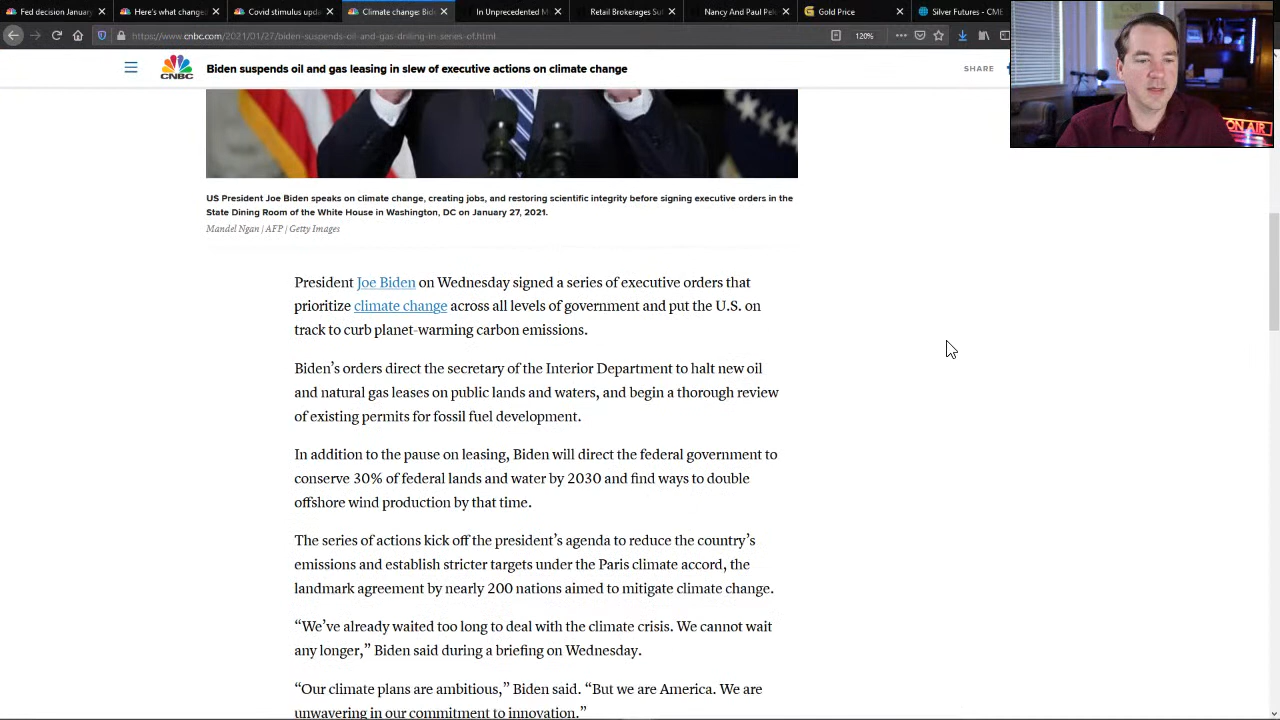 Fed decision January
Here's what changes
Covid stimulus upda
Climate change: Bide
In Unprecedented M
Retail Brokerages Su
Nancy And Paul Pel
Gold Price
Silver Futures - CME
https://www.cnbc.com/2021/01/27/biden-suspends-oil-and-gas-drilling-in-series-of.html
120%
CNBC
Biden suspends oil and gas leasing in slew of executive actions on climate change
SHARE
ON AIR
US President Joe Biden speaks on climate change, creating jobs, and restoring scientific integrity before signing executive orders in the
State Dining Room of the White House in Washington, DC on January 27, 2021.
Mandel Ngan | AFP | Getty Images
President Joe Biden on Wednesday signed a series of executive orders that
prioritize climate change across all levels of government and put the U.S. on
track to curb planet-warming carbon emissions.
Biden’s orders direct the secretary of the Interior Department to halt new oil
and natural gas leases on public lands and waters, and begin a thorough review
of existing permits for fossil fuel development.
In addition to the pause on leasing, Biden will direct the federal government to
conserve 30% of federal lands and water by 2030 and find ways to double
offshore wind production by that time.
The series of actions kick off the president’s agenda to reduce the country’s
emissions and establish stricter targets under the Paris climate accord, the
landmark agreement by nearly 200 nations aimed to mitigate climate change.
“We’ve already waited too long to deal with the climate crisis. We cannot wait
any longer,” Biden said during a briefing on Wednesday.
“Our climate plans are ambitious,” Biden said. “But we are America. We are
unwavering in our commitment to innovation.”